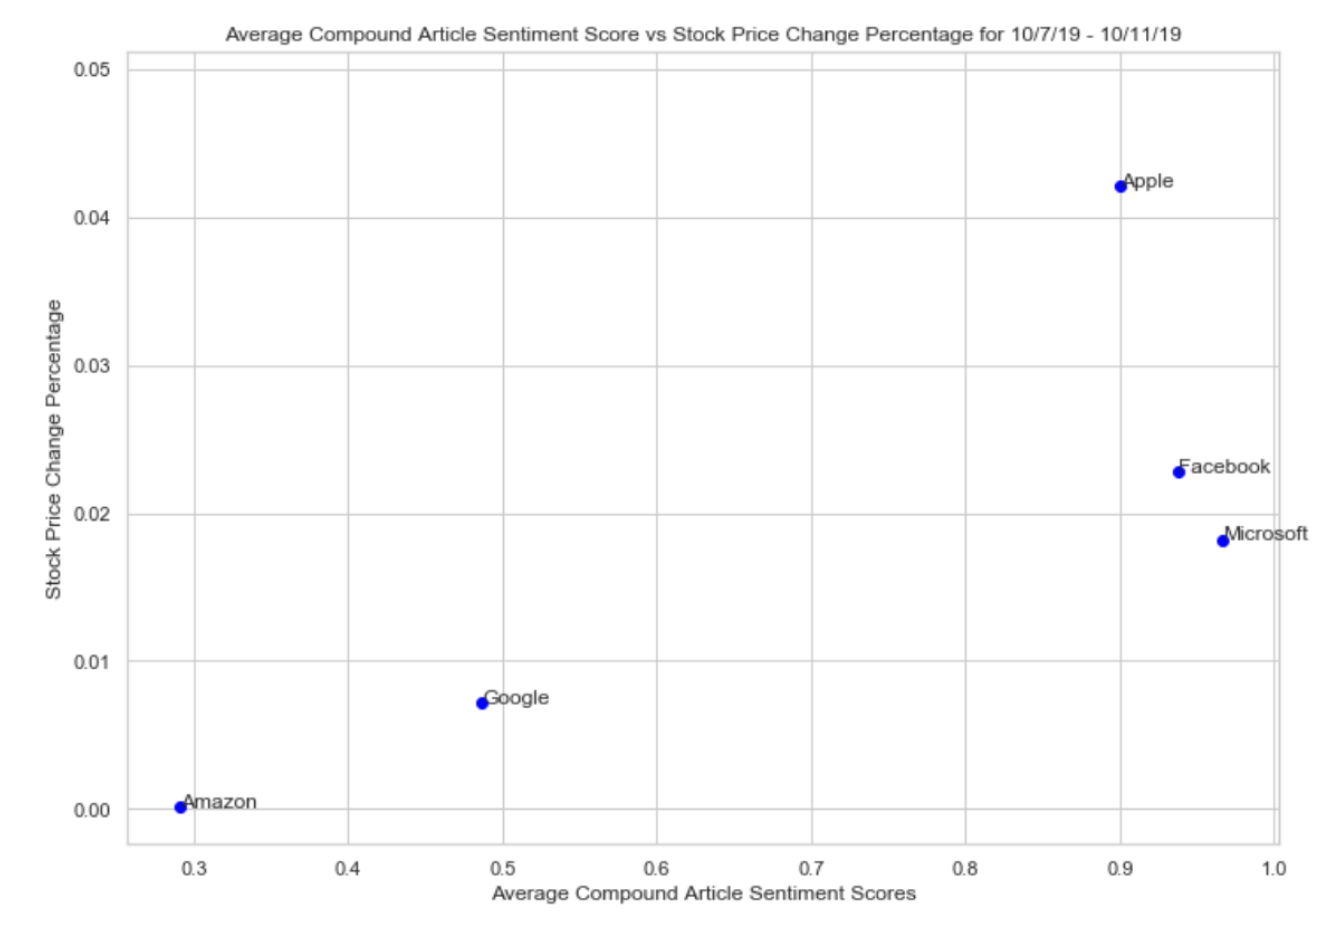 Average Compound Article Sentiment Score vs Stock Price Change Percentage for 10/7/19 - 10/11/19
0.05
Apple
0.04
Stock Price Change Percentage
0.03
Facebook
0.02
Microsoft
0.01
Google
Amazon
0.00
0.3 0.4 0.5 0.6 0.7 0.8 0.9 1.0
Average Compound Article Sentiment Scores